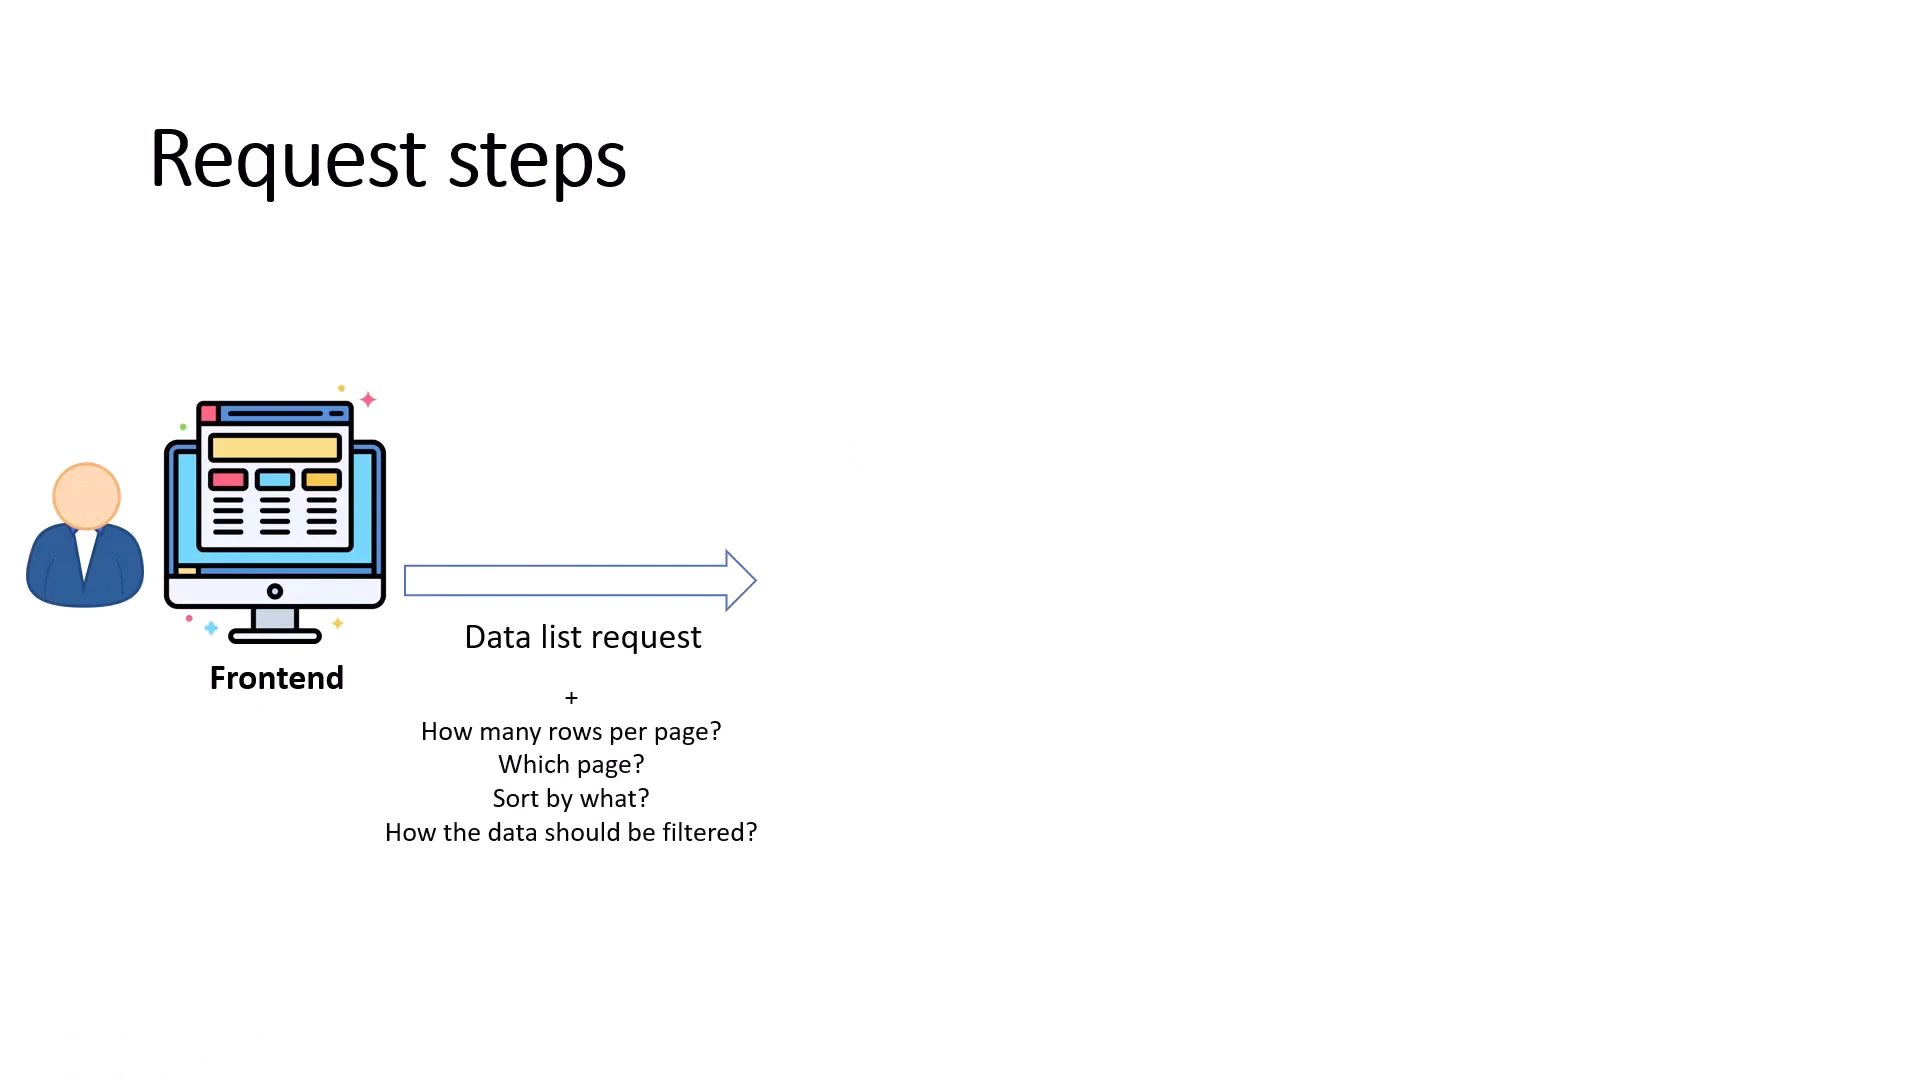 Request steps
Frontend
Data list request
+
How many rows per page?
Which page?
Sort by what?
How the data should be filtered?